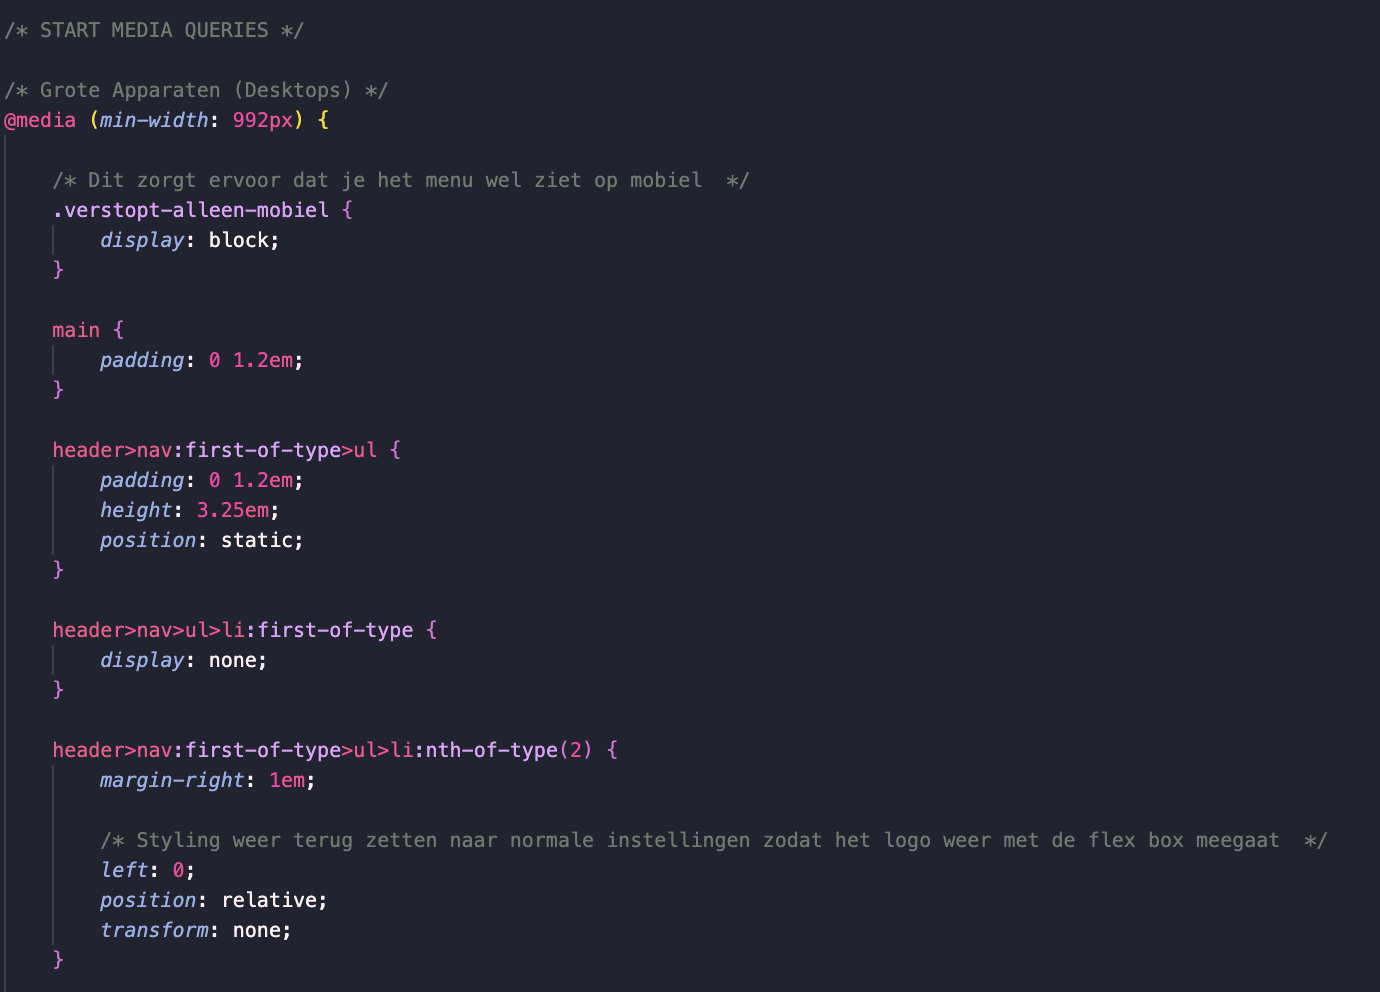 /* START MEDIA QUERIES */
/* Grote Apparaten (Desktops) */
@media (min-width: 992px) {
/* Dit zorgt ervoor dat je het menu wel ziet op mobiel  */
.verstopt-alleen-mobiel {
display: block;
}
main {
padding: 0 1.2em;
}
header>nav:first-of-type>ul {
padding: 0 1.2em;
height: 3.25em;
position: static;
}
header>nav>ul>li:first-of-type {
display: none;
}
header>nav:first-of-type>ul>li:nth-of-type(2) {
margin-right: 1em;
/* Styling weer terug zetten naar normale instellingen zodat het logo weer met de flex box meegaat  */
left: 0;
position: relative;
transform: none;
}